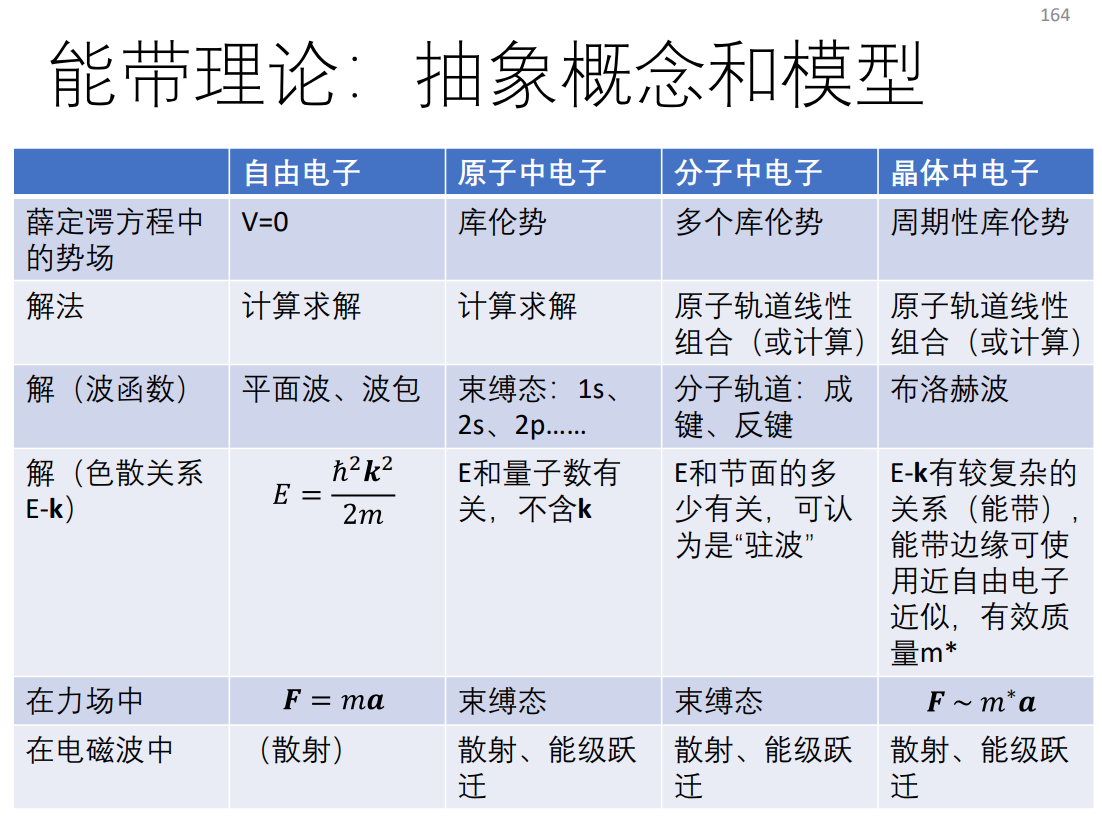 164
能带理论：抽象概念和模型
自由电子 原子中电子 分子中电子 晶体中电子
薛定谔方程中
的势场
V=0
库伦势
多个库伦势
周期性库伦势
解法
计算求解
计算求解
原子轨道线性
组合（或计算）
原子轨道线性
组合（或计算）
解（波函数）
平面波、波包
束缚态：1s、
2s、2p……
分子轨道：成
键、反键
布洛赫波
解（色散关系
E-k）
E = ℏ²k²/2m
E和量子数有
关，不含k
E和节面的多
少有关，可认
为是“驻波”
E-k有较复杂的
关系（能带），
能带边缘可使
用近自由电子
近似，有效质
量m*
在力场中
F = ma
束缚态
束缚态
F ~ m*a
在电磁波中
（散射）
散射、能级跃
迁
散射、能级跃
迁
散射、能级跃
迁